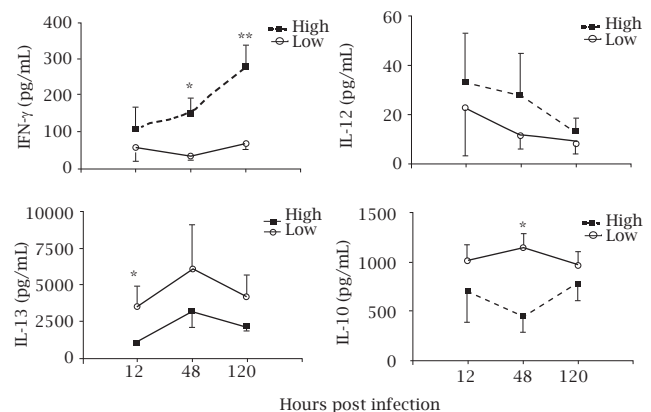 400
300
200
100
0
IFN-γ (pg/mL)
High
Low
*
**
60
40
20
0
IL-12 (pg/mL)
High
Low
10000
7500
5000
2500
0
IL-13 (pg/mL)
High
Low
*
12 48 120
1500
1000
500
0
IL-10 (pg/mL)
High
Low
*
12 48 120
Hours post infection